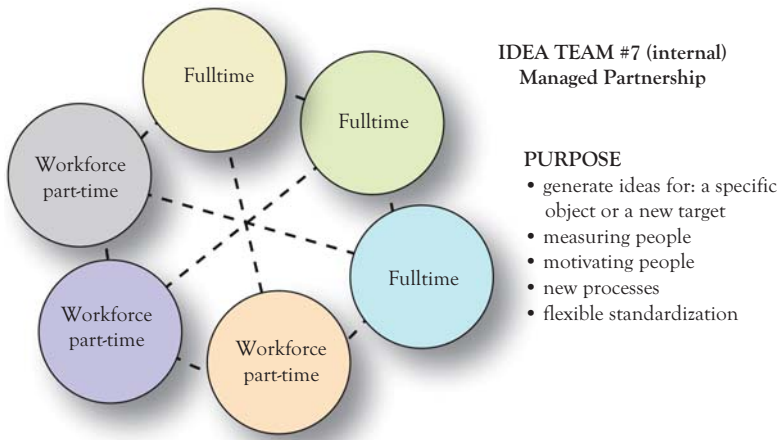 Fulltime
Fulltime
Workforce
part-time
Fulltime
Workforce
part-time
Workforce
part-time
IDEA TEAM #7 (internal)
Managed Partnership
PURPOSE
• generate ideas for: a specific
object or a new target
• measuring people
• motivating people
• new processes
• flexible standardization